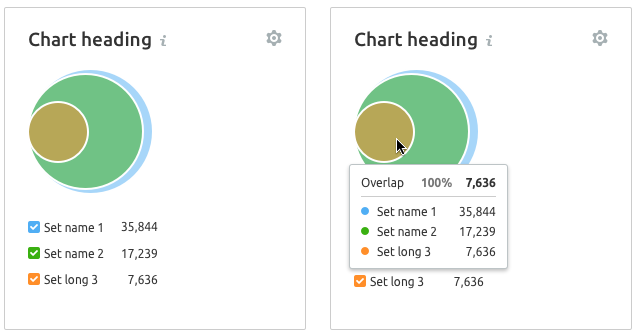 Chart heading i
Set name 1 35,844
Set name 2 17,239
Set long 3 7,636
Chart heading i
Overlap 100% 7,636
Set name 1 35,844
Set name 2 17,239
Set long 3 7,636
Set long 3 7,636